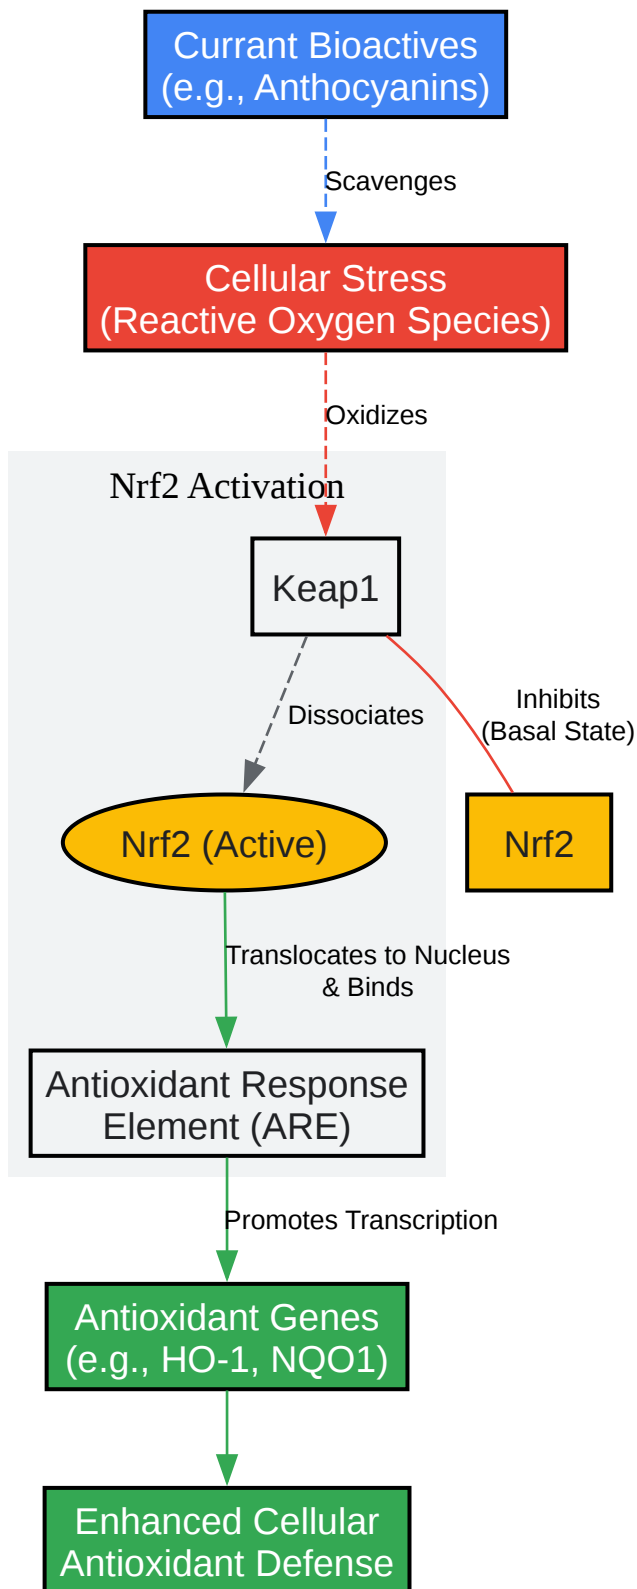 Currant Bioactives
(e.g., Anthocyanins)
Scavenges
Cellular Stress
(Reactive Oxygen Species)
Oxidizes
Nrf2 Activation
Keap1
Dissociates
Inhibits
(Basal State)
Nrf2 (Active)
Nrf2
Translocates to Nucleus
& Binds
Antioxidant Response
Element (ARE)
Promotes Transcription
Antioxidant Genes
(e.g., HO-1, NQO1)
Enhanced Cellular
Antioxidant Defense